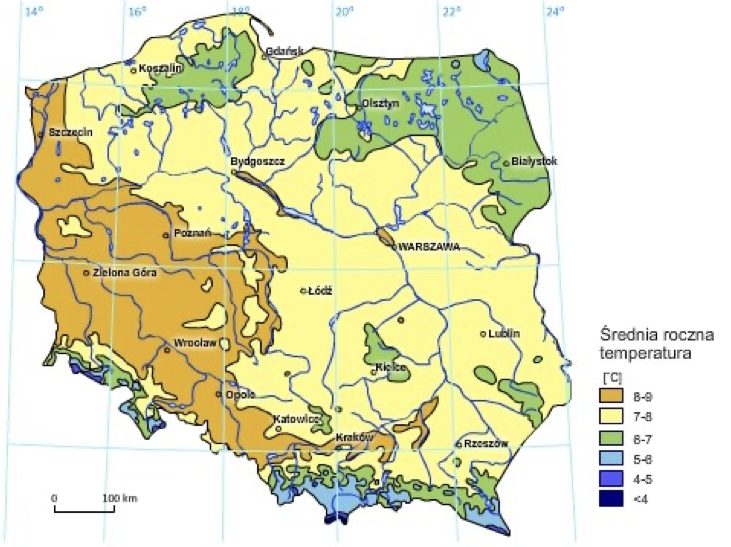 14° 16° 18° 20° 22° 24°
Gdańsk
Koszalin
Olsztyn
Szczecin
Białystok
Bydgoszcz
Poznań
WARSZAWA
Zielona Góra
Łódź
Lublin
Wrocław
Kielce
Opole
Katowice
Kraków
Rzeszów
0 100 km
Średnia roczna
temperatura
[°C]
8-9
7-8
6-7
5-6
4-5
<4